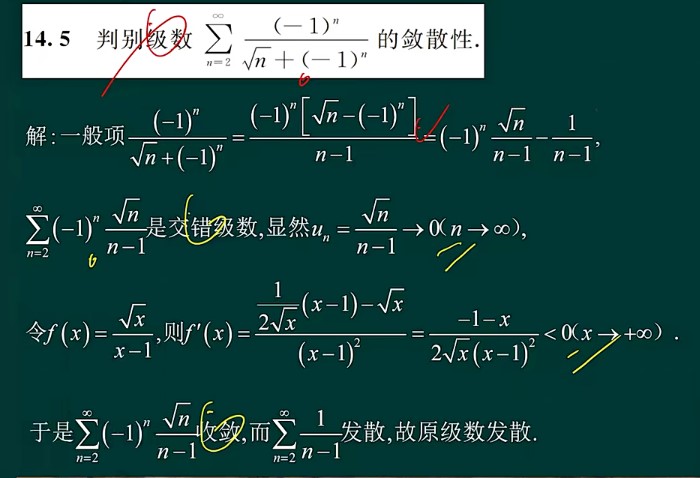 14.5 判别级数 $\sum_{n=2}^{\infty} \frac{(-1)^n}{\sqrt{n}+(-1)^n}$ 的敛散性.
解:一般项 $\frac{(-1)^n}{\sqrt{n}+(-1)^n} = \frac{(-1)^n\left[\sqrt{n}-(-1)^n\right]}{n-1} = (-1)^n \frac{\sqrt{n}}{n-1} - \frac{1}{n-1}$,
$\sum_{n=2}^{\infty} (-1)^n \frac{\sqrt{n}}{n-1}$ 是交错级数,显然 $u_n = \frac{\sqrt{n}}{n-1} \to 0(n \to \infty)$,
令 $f(x) = \frac{\sqrt{x}}{x-1}$,则 $f'(x) = \frac{\frac{1}{2\sqrt{x}}(x-1)-\sqrt{x}}{(x-1)^2} = \frac{-1-x}{2\sqrt{x}(x-1)^2} < 0(x \to +\infty)$.
于是 $\sum_{n=2}^{\infty} (-1)^n \frac{\sqrt{n}}{n-1}$ 收敛,而 $\sum_{n=2}^{\infty} \frac{1}{n-1}$ 发散,故原级数发散.